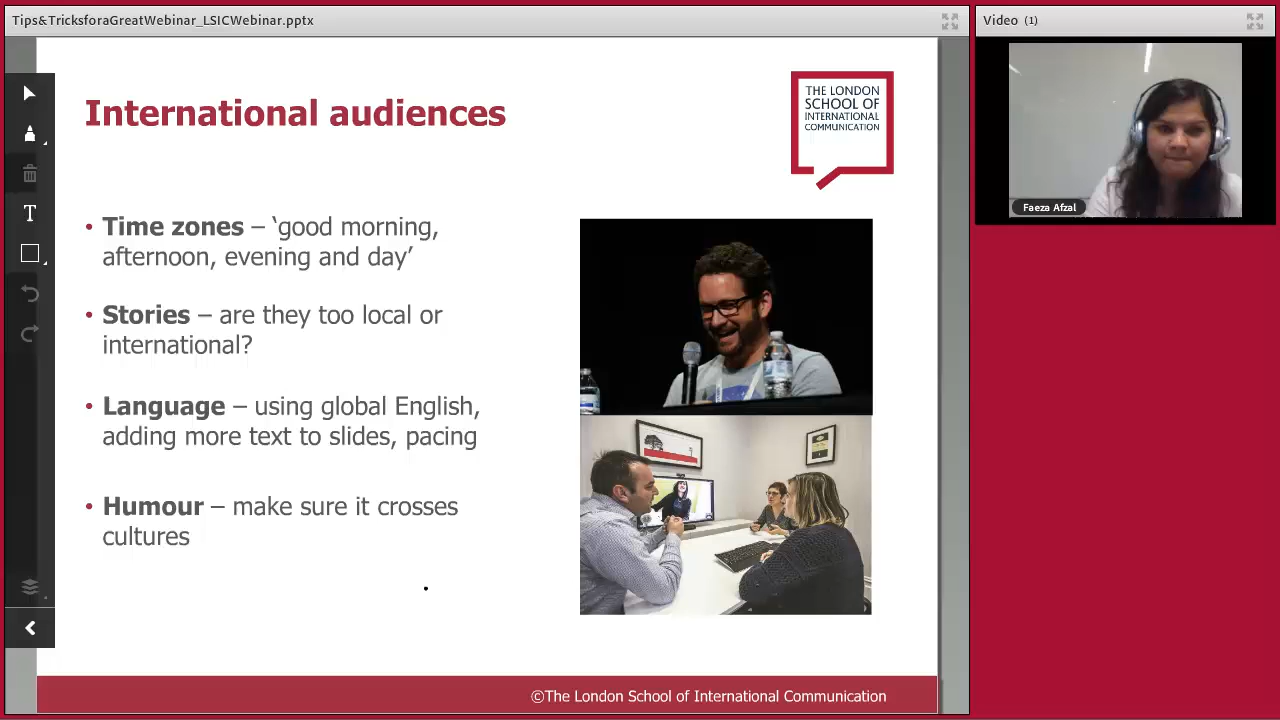 Tips&TricksforaGreatWebinar_LSICWebinar.pptx
Video (1)
International audiences
THE LONDON
SCHOOL OF
INTERNATIONAL
COMMUNICATION
Faeza Afzal
• Time zones – ‘good morning,
afternoon, evening and day’
• Stories – are they too local or
international?
• Language – using global English,
adding more text to slides, pacing
• Humour – make sure it crosses
cultures
T
©The London School of International Communication